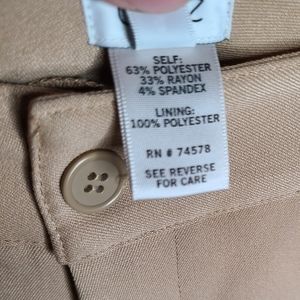 SELF:
63% POLYESTER
33% RAYON
4% SPANDEX
LINING:
100% POLYESTER
RN # 74578
SEE REVERSE
FOR CARE